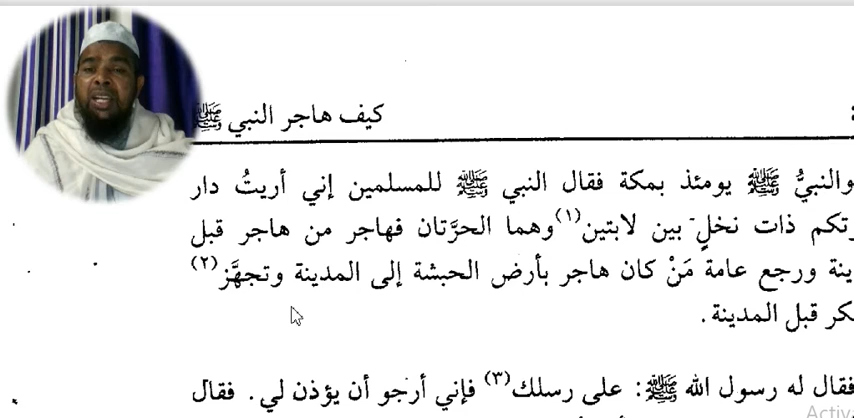 كيف هاجر النبي ﷺ
والنبيُّ ﷺ يومئذ بمكة فقال النبي ﷺ للمسلمين إني أريتُ دار
ذات نخلٍ بين لابتين(١) وهما الحرَّتان فهاجر من هاجر قبل
ورجع عامة مَنْ كان هاجر بأرض الحبشة إلى المدينة وتجهَّز(٢)
قبل المدينة.
فقال له رسول الله ﷺ: على رسلك(٣) فإني أرجو أن يؤذن لي. فقال